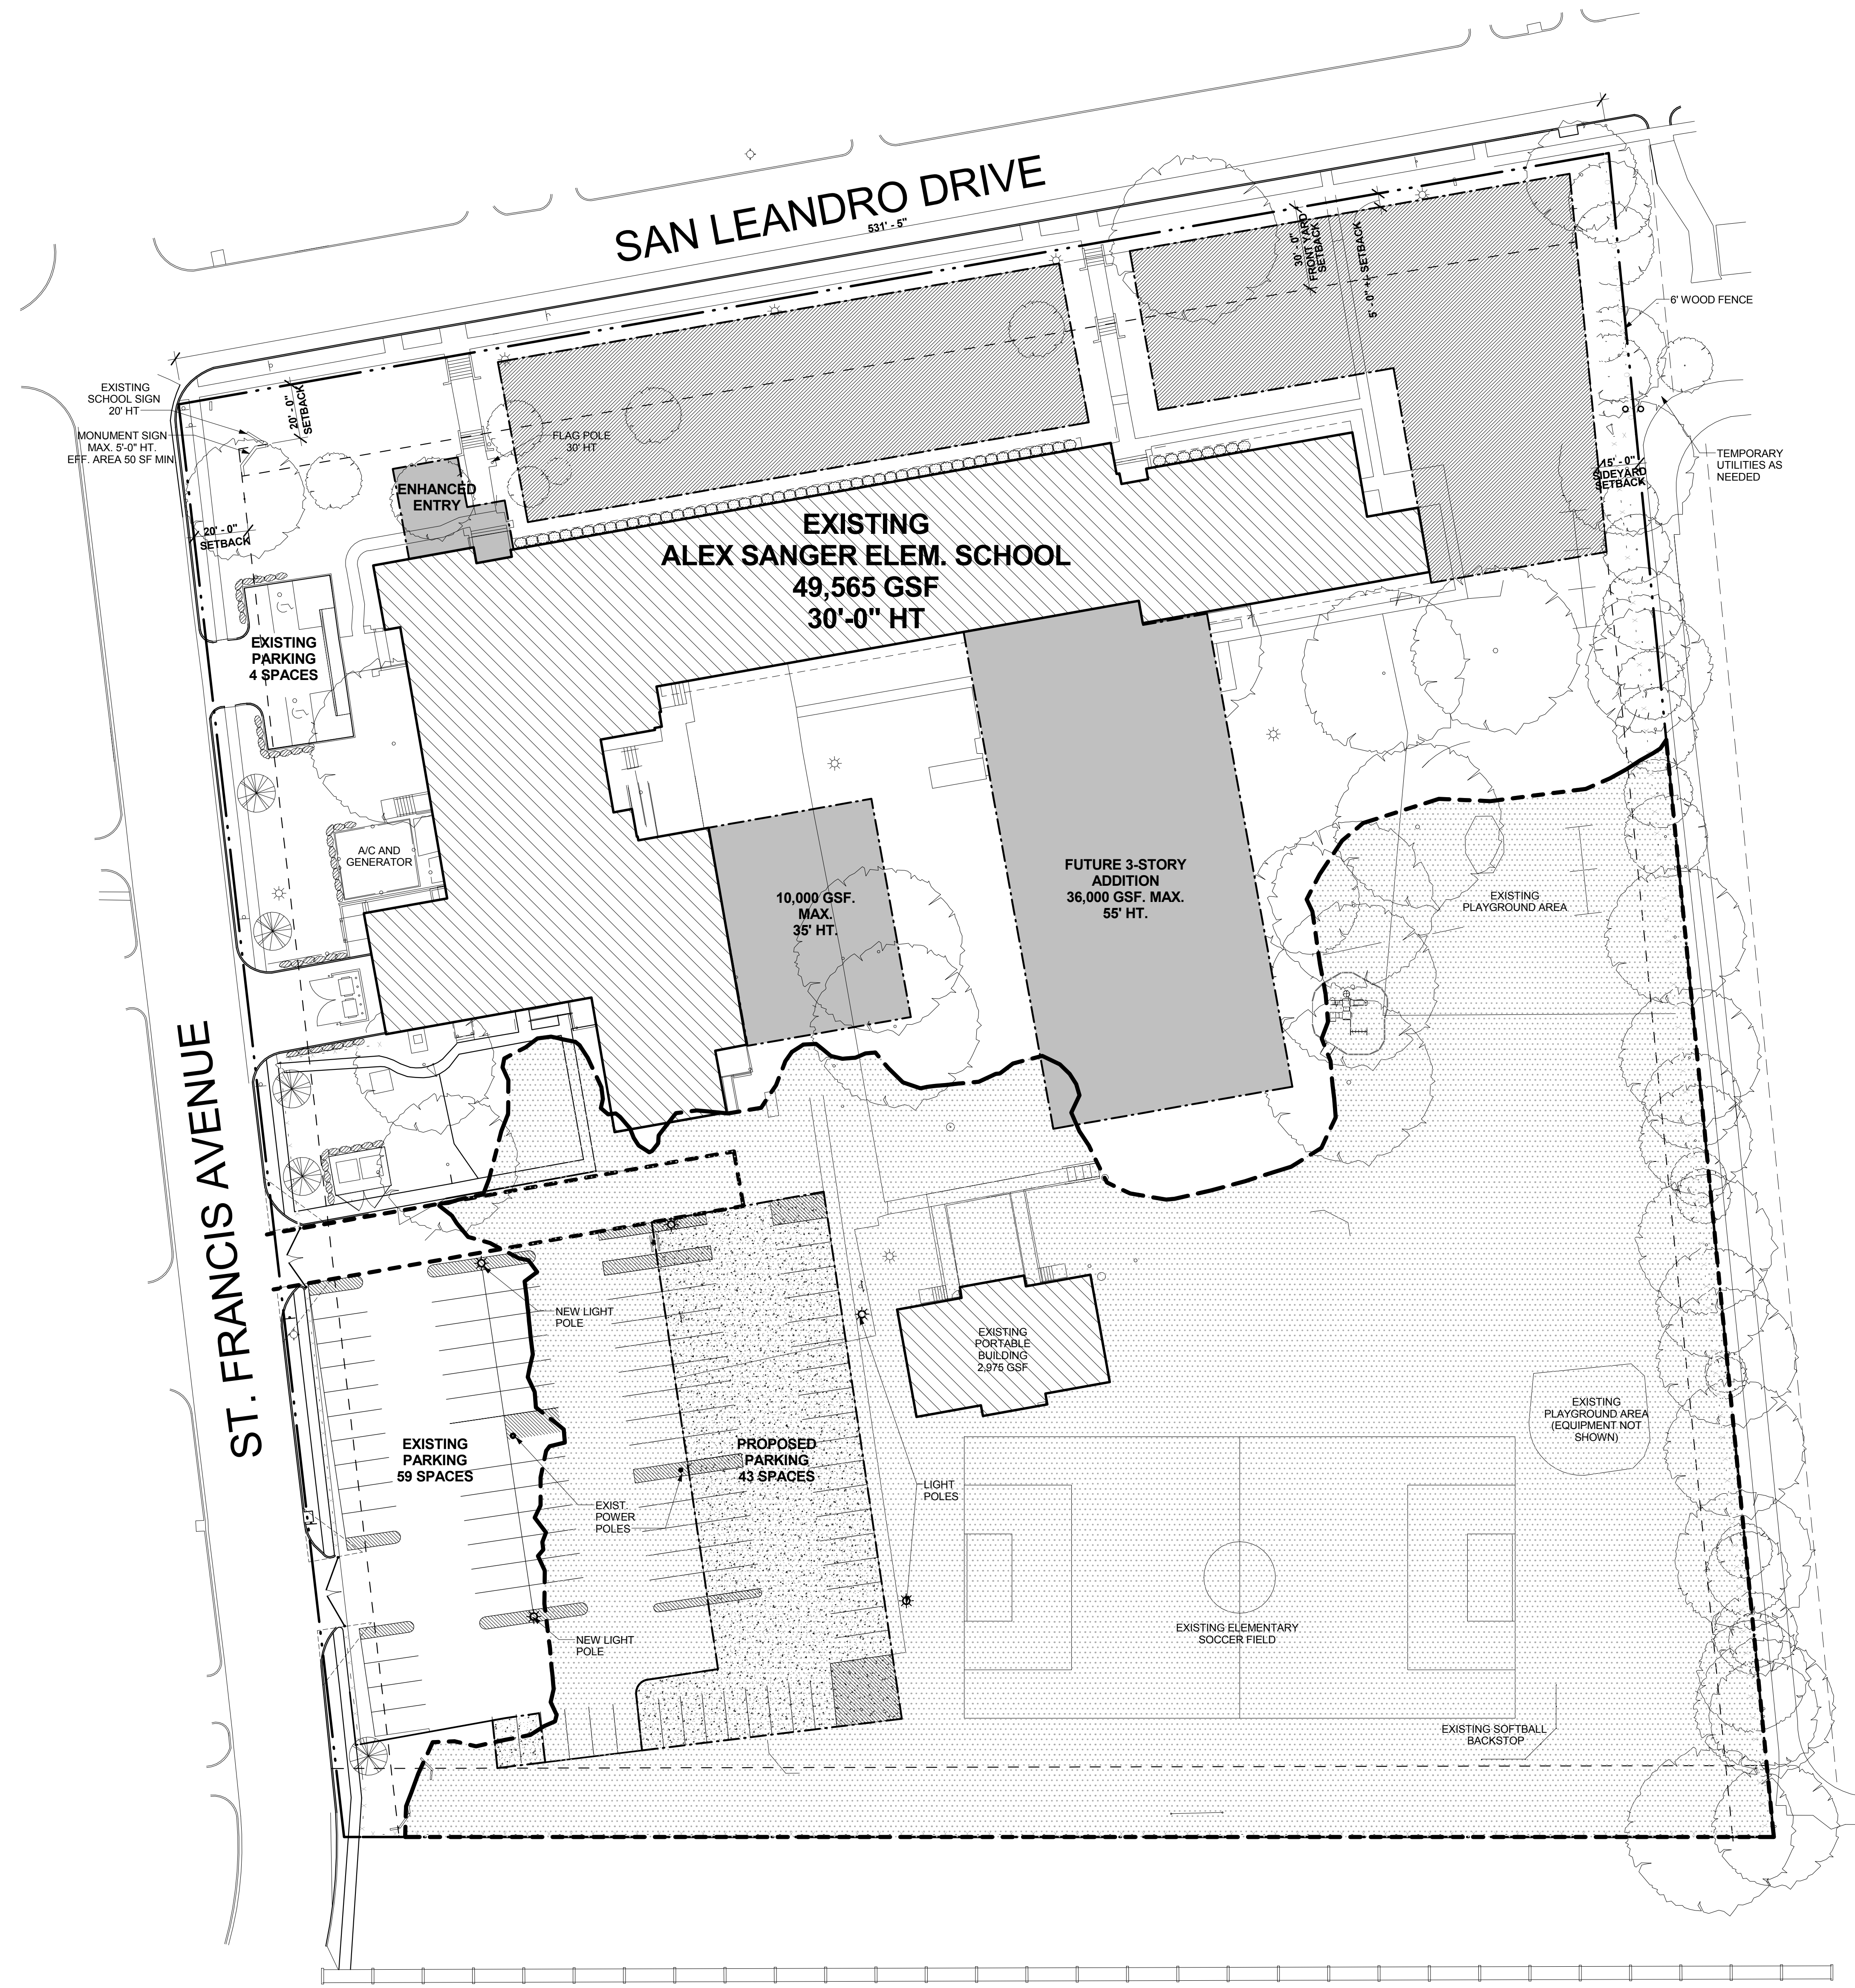 SAN LEANDRO DRIVE
531' - 5"
30' - 0"
FRONT YARD
SETBACK
5' - 0" +/- SETBACK
6' WOOD FENCE
EXISTING
SCHOOL SIGN
20' HT
20' - 0"
SETBACK
MONUMENT SIGN
MAX. 5'-0" HT.
EFF. AREA 50 SF MIN
FLAG POLE
30' HT
TEMPORARY
UTILITIES AS
NEEDED
15' - 0"
SIDEYARD
SETBACK
ENHANCED
ENTRY
20' - 0"
SETBACK
EXISTING
ALEX SANGER ELEM. SCHOOL
49,565 GSF
30'-0" HT
EXISTING
PARKING
4 SPACES
A/C AND
GENERATOR
10,000 GSF.
MAX.
35' HT.
FUTURE 3-STORY
ADDITION
36,000 GSF. MAX.
55' HT.
EXISTING
PLAYGROUND AREA
ST. FRANCIS AVENUE
NEW LIGHT
POLE
EXISTING
PORTABLE
BUILDING
2,975 GSF
EXISTING
PLAYGROUND AREA
(EQUIPMENT NOT
SHOWN)
EXISTING
PARKING
59 SPACES
PROPOSED
PARKING
43 SPACES
LIGHT
POLES
EXIST.
POWER
POLES
NEW LIGHT
POLE
EXISTING ELEMENTARY
SOCCER FIELD
EXISTING SOFTBALL
BACKSTOP